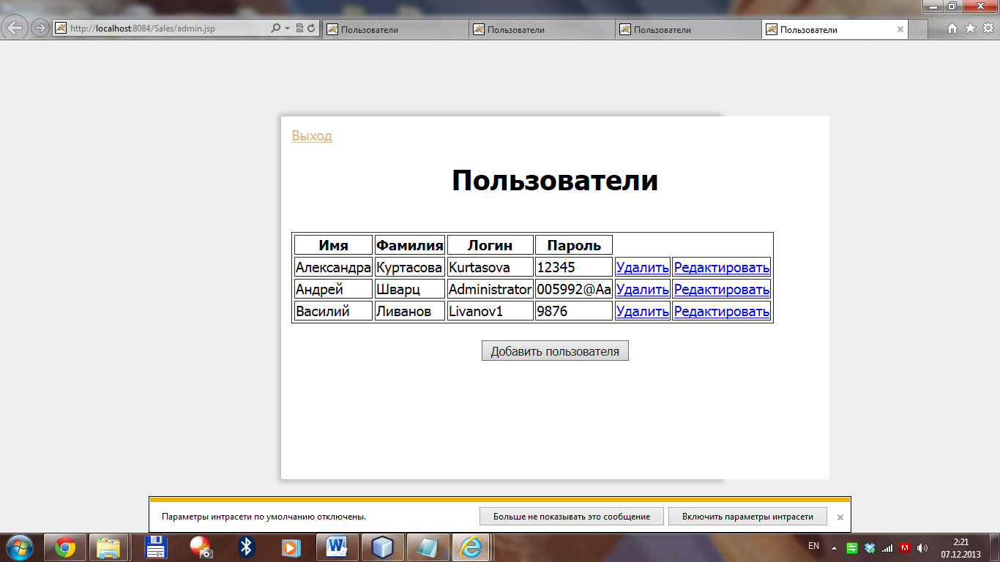 http://localhost:8084/Sales/admin.jsp
Пользователи
Пользователи
Пользователи
Пользователи
Выход
Пользователи
Имя Фамилия Логин Пароль
Александра Куртасова Kurtasova 12345 Удалить Редактировать
Андрей Шварц Administrator 005992@Aa Удалить Редактировать
Василий Ливанов Livanov1 9876 Удалить Редактировать
Добавить пользователя
Параметры интрасети по умолчанию отключены. Больше не показывать это сообщение Включить параметры интрасети
64
EN
2:21
07.12.2013